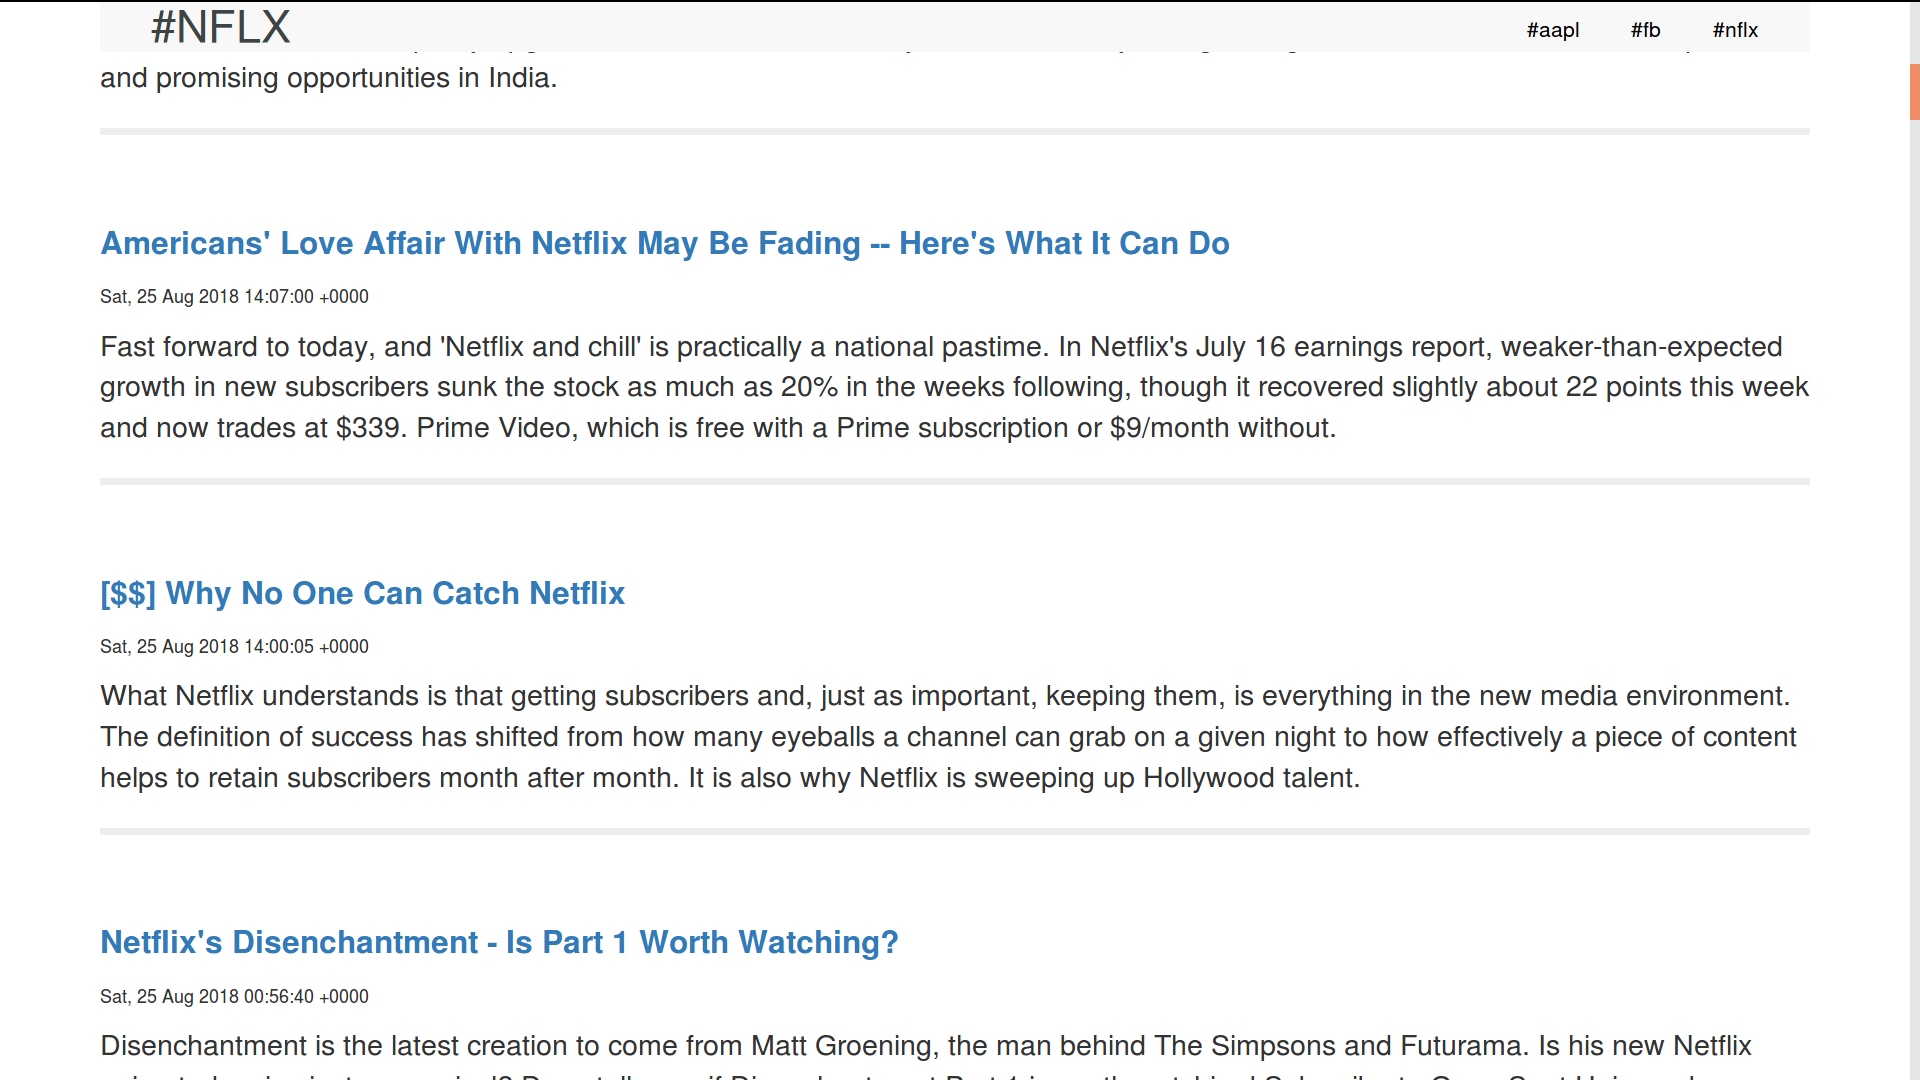 #NFLX
#aapl #fb #nflx
and promising opportunities in India.
Americans' Love Affair With Netflix May Be Fading -- Here's What It Can Do
Sat, 25 Aug 2018 14:07:00 +0000
Fast forward to today, and 'Netflix and chill' is practically a national pastime. In Netflix's July 16 earnings report, weaker-than-expected
growth in new subscribers sunk the stock as much as 20% in the weeks following, though it recovered slightly about 22 points this week
and now trades at $339. Prime Video, which is free with a Prime subscription or $9/month without.
[$$] Why No One Can Catch Netflix
Sat, 25 Aug 2018 14:00:05 +0000
What Netflix understands is that getting subscribers and, just as important, keeping them, is everything in the new media environment.
The definition of success has shifted from how many eyeballs a channel can grab on a given night to how effectively a piece of content
helps to retain subscribers month after month. It is also why Netflix is sweeping up Hollywood talent.
Netflix's Disenchantment - Is Part 1 Worth Watching?
Sat, 25 Aug 2018 00:56:40 +0000
Disenchantment is the latest creation to come from Matt Groening, the man behind The Simpsons and Futurama. Is his new Netflix